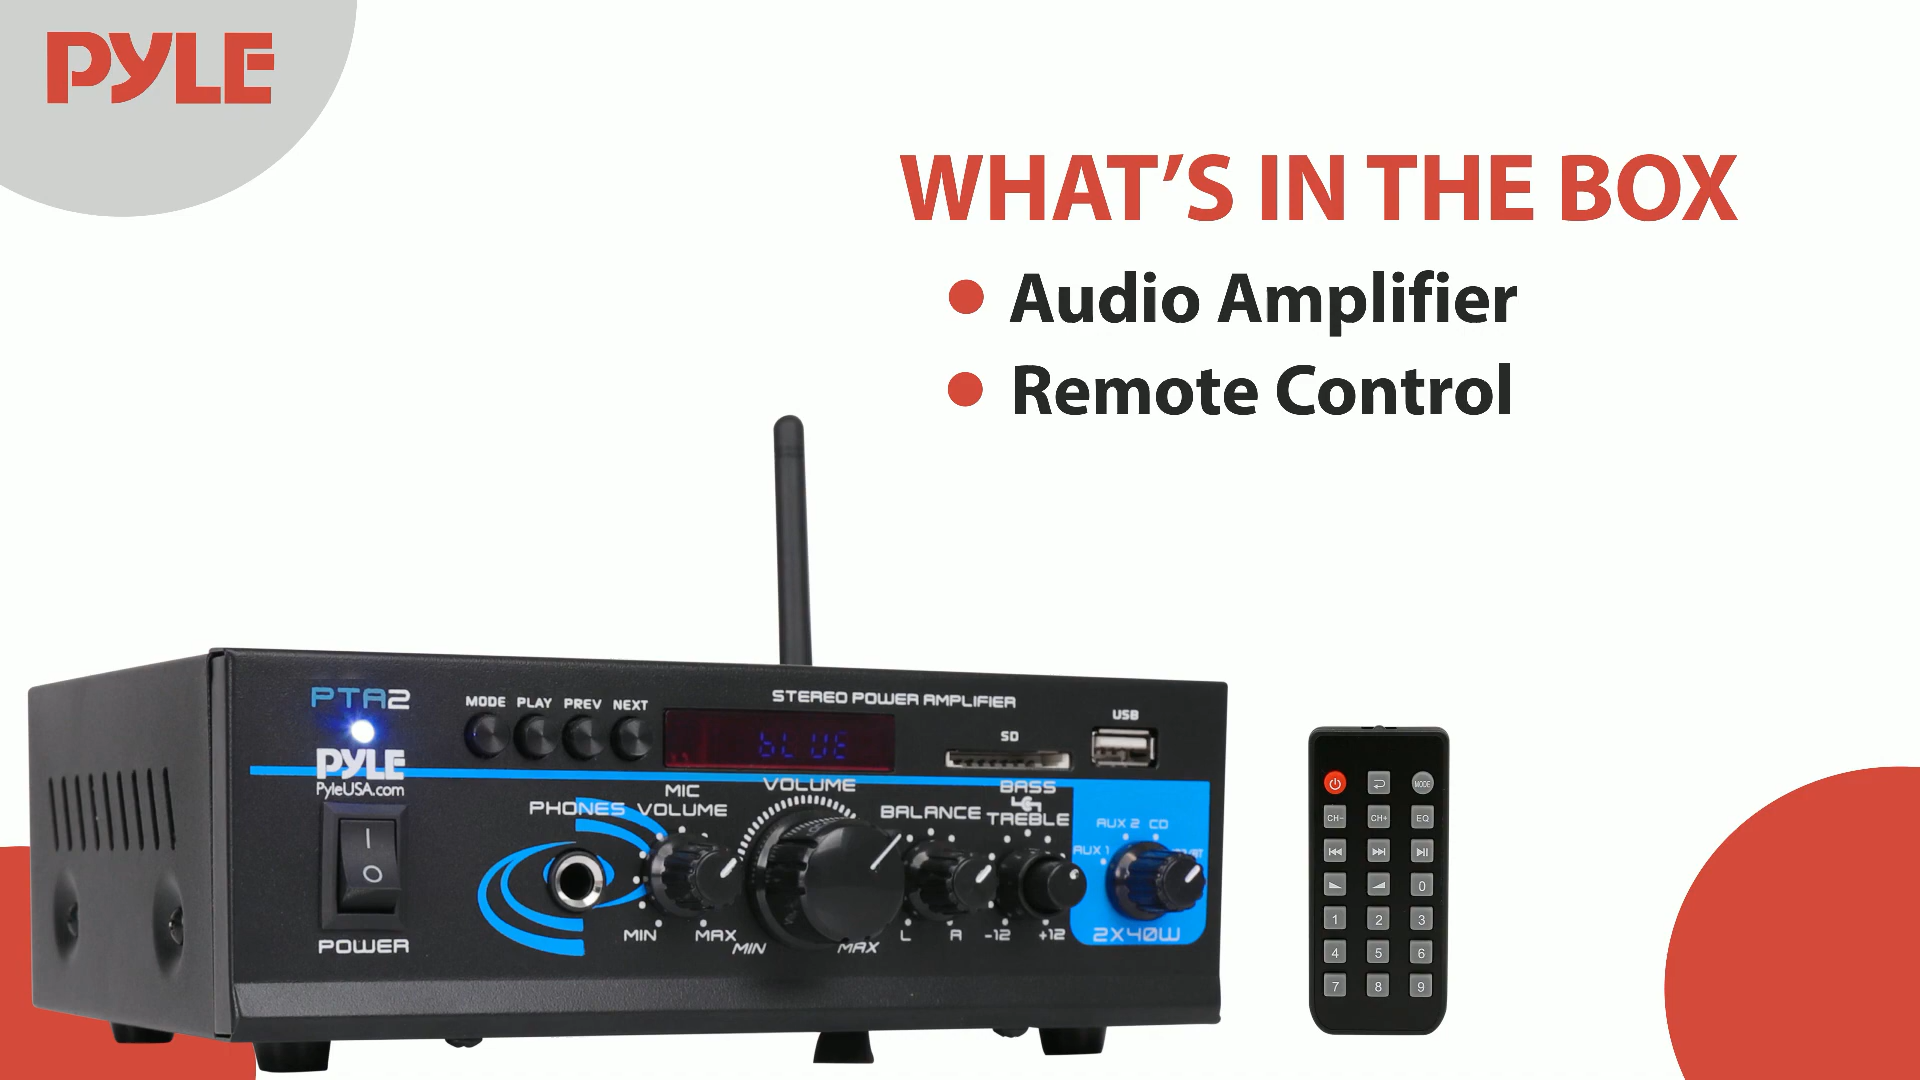 PYLE
WHAT'S IN THE BOX
Audio Amplifier
Remote Control
PTA2
PYLE
PyleUSA.com
POWER
MODE PLAY PREV NEXT
STEREO POWER AMPLIFIER
BLUE
SD
USB
PHONES
MIC
VOLUME
MIN MAX
VOLUME
MIN MAX
BALANCE
L R
BASS
TREBLE
-12 +12
AUX 1
AUX 2 CD
2X40W
MODE
CH- CH+ EQ
0
1 2 3
4 5 6
7 8 9